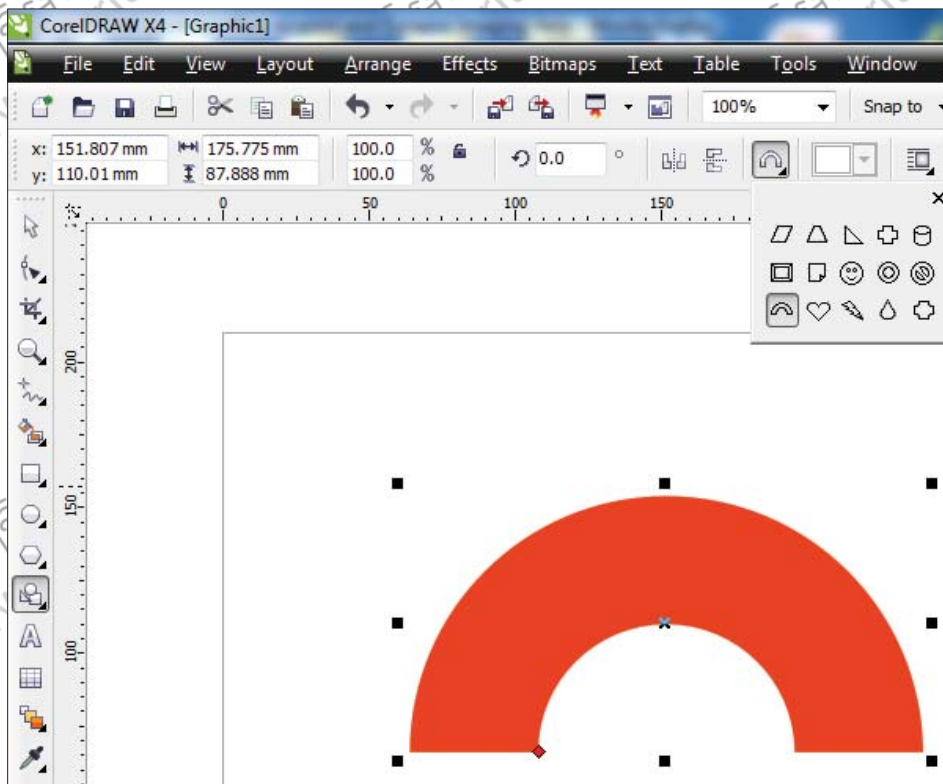 CorelDRAW X4 - [Graphic1]
File Edit View Layout Arrange Effects Bitmaps Text Table Tools Window
100% Snap to
x: 151.807 mm 175.775 mm 100.0 % 0.0 °
y: 110.01 mm 87.888 mm 100.0 %
0 50 100 150
200
150
100